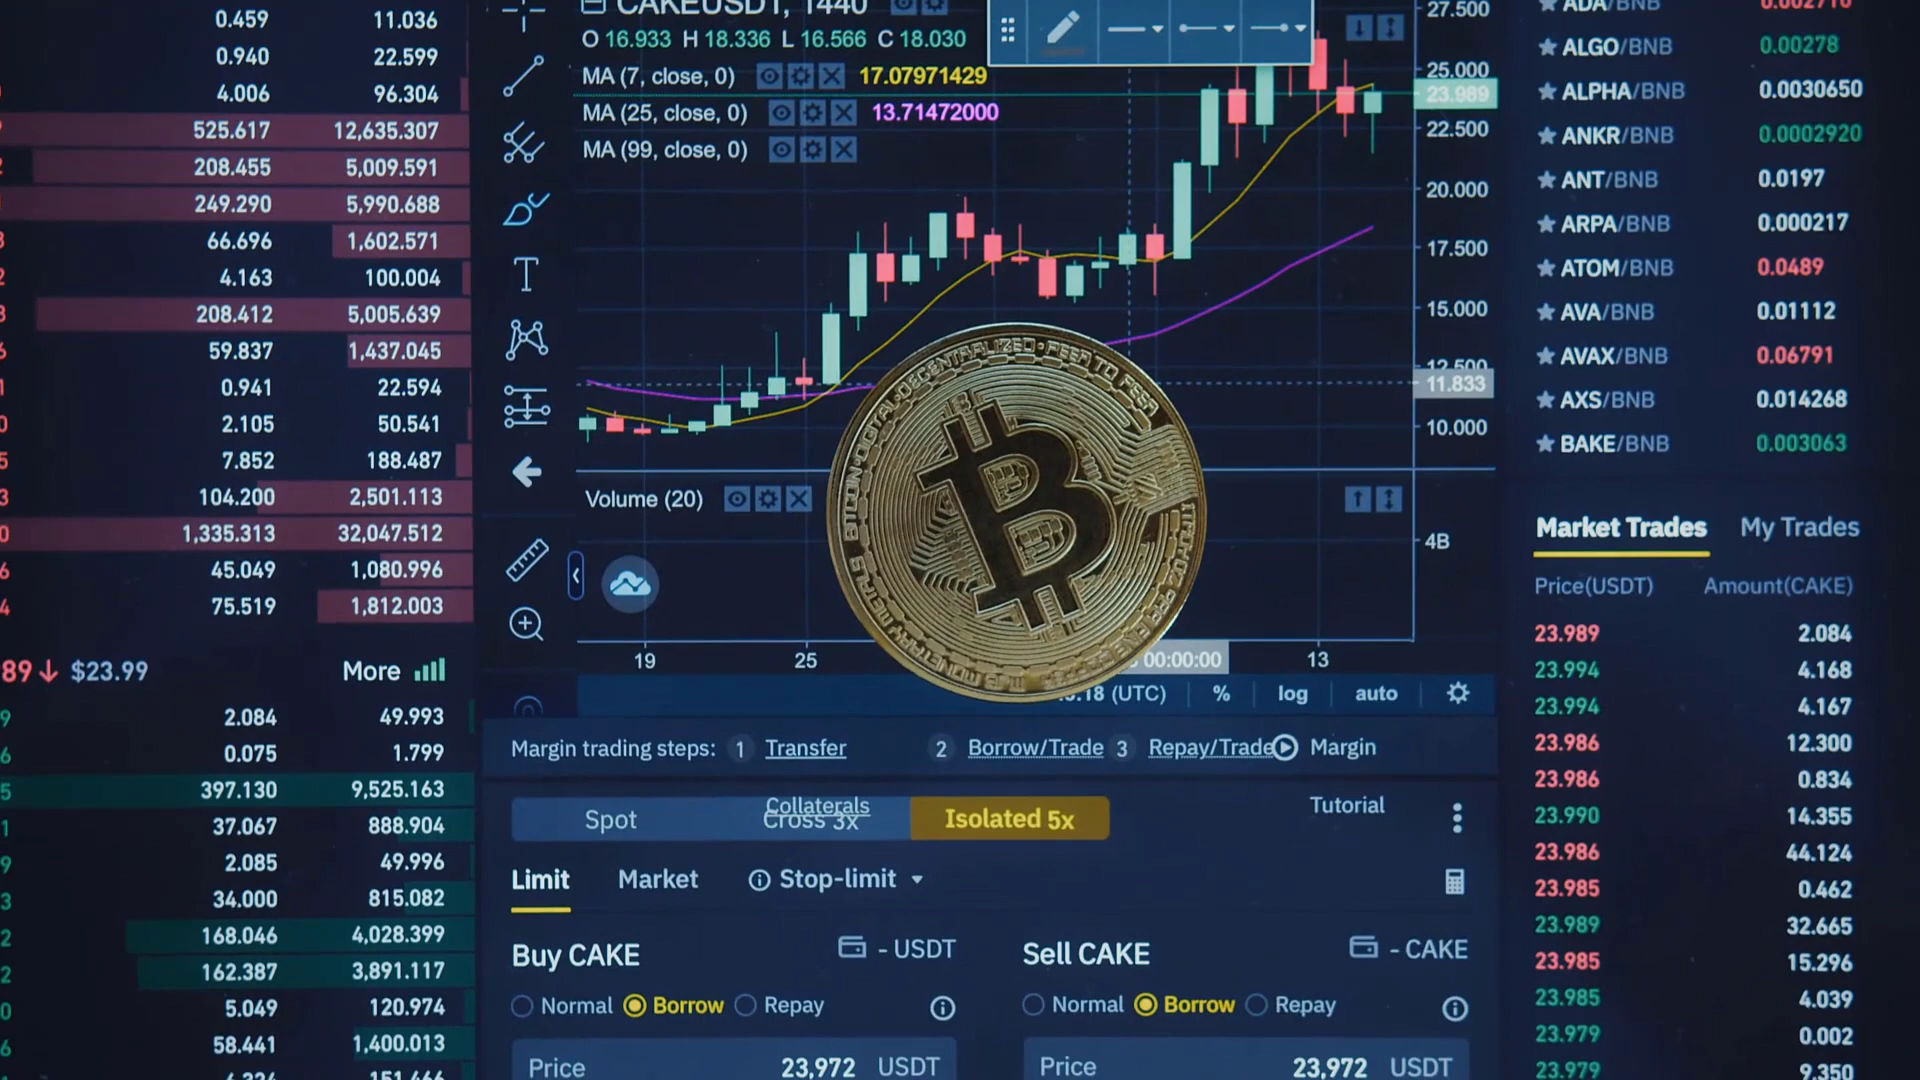 0.459 11.036
0.940 22.599
4.006 96.304
525.617 12,635.307
208.455 5,009.591
249.290 5,990.688
66.696 1,602.571
4.163 100.004
208.412 5,005.639
59.837 1,437.045
0.941 22.594
2.105 50.541
7.852 188.487
104.200 2,501.113
1,335.313 32,047.512
45.049 1,080.996
75.519 1,812.003
89 ↓ $23.99 More
2.084 49.993
0.075 1.799
397.130 9,525.163
37.067 888.904
2.085 49.996
34.000 815.082
168.046 4,028.399
162.387 3,891.117
5.049 120.974
58.441 1,400.013
151.466
CAKEUSDT, 1440
O 16.933 H 18.336 L 16.566 C 18.030
MA (7, close, 0) 17.07971429
MA (25, close, 0) 13.71472000
MA (99, close, 0)
27.500
25.000
23.989
22.500
20.000
17.500
15.000
12.500
11.833
10.000
Volume (20)
4B
BITCOIN·DIGITAL·DECENTRALIZED·PEER TO PEER
19 25 00:00:00 13
(UTC) % log auto
Margin trading steps: 1 Transfer 2 Borrow/Trade 3 Repay/Trade Margin
Collaterals Tutorial
Spot Cross 3x Isolated 5x
Limit Market Stop-limit
Buy CAKE - USDT Sell CAKE - CAKE
Normal Borrow Repay Normal Borrow Repay
Price 23,972 USDT Price 23,972 USDT
ADA/BNB 0.002710
ALGO/BNB 0.00278
ALPHA/BNB 0.0030650
ANKR/BNB 0.0002920
ANT/BNB 0.0197
ARPA/BNB 0.000217
ATOM/BNB 0.0489
AVA/BNB 0.01112
AVAX/BNB 0.06791
AXS/BNB 0.014268
BAKE/BNB 0.003063
Market Trades My Trades
Price(USDT) Amount(CAKE)
23.989 2.084
23.994 4.168
23.994 4.167
23.986 12.300
23.986 0.834
23.990 14.355
23.986 44.124
23.985 0.462
23.989 32.665
23.985 15.296
23.985 4.039
23.979 0.002
23.979 9.350